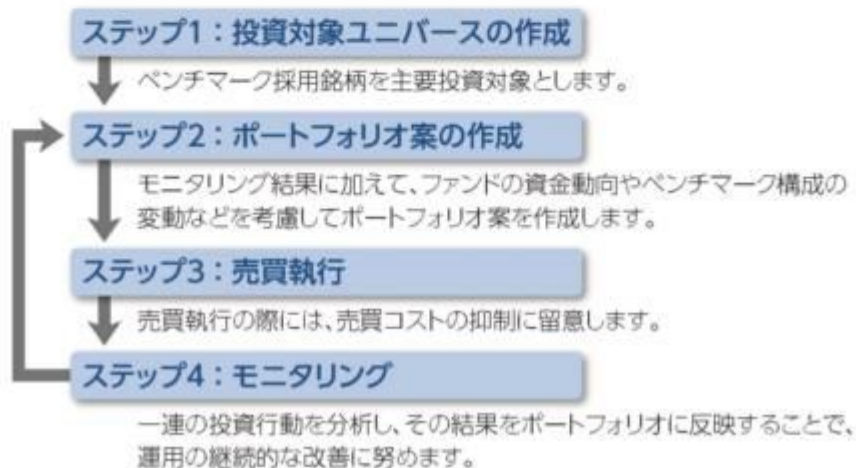 ステップ1：投資対象ユニバースの作成
ベンチマーク採用銘柄を主要投資対象とします。
ステップ2：ポートフォリオ案の作成
モニタリング結果に加えて、ファンドの資金動向やベンチマーク構成の
変動などを考慮してポートフォリオ案を作成します。
ステップ3：売買執行
売買執行の際には、売買コストの抑制に留意します。
ステップ4：モニタリング
一連の投資行動を分析し、その結果をポートフォリオに反映することで、
運用の継続的な改善に努めます。